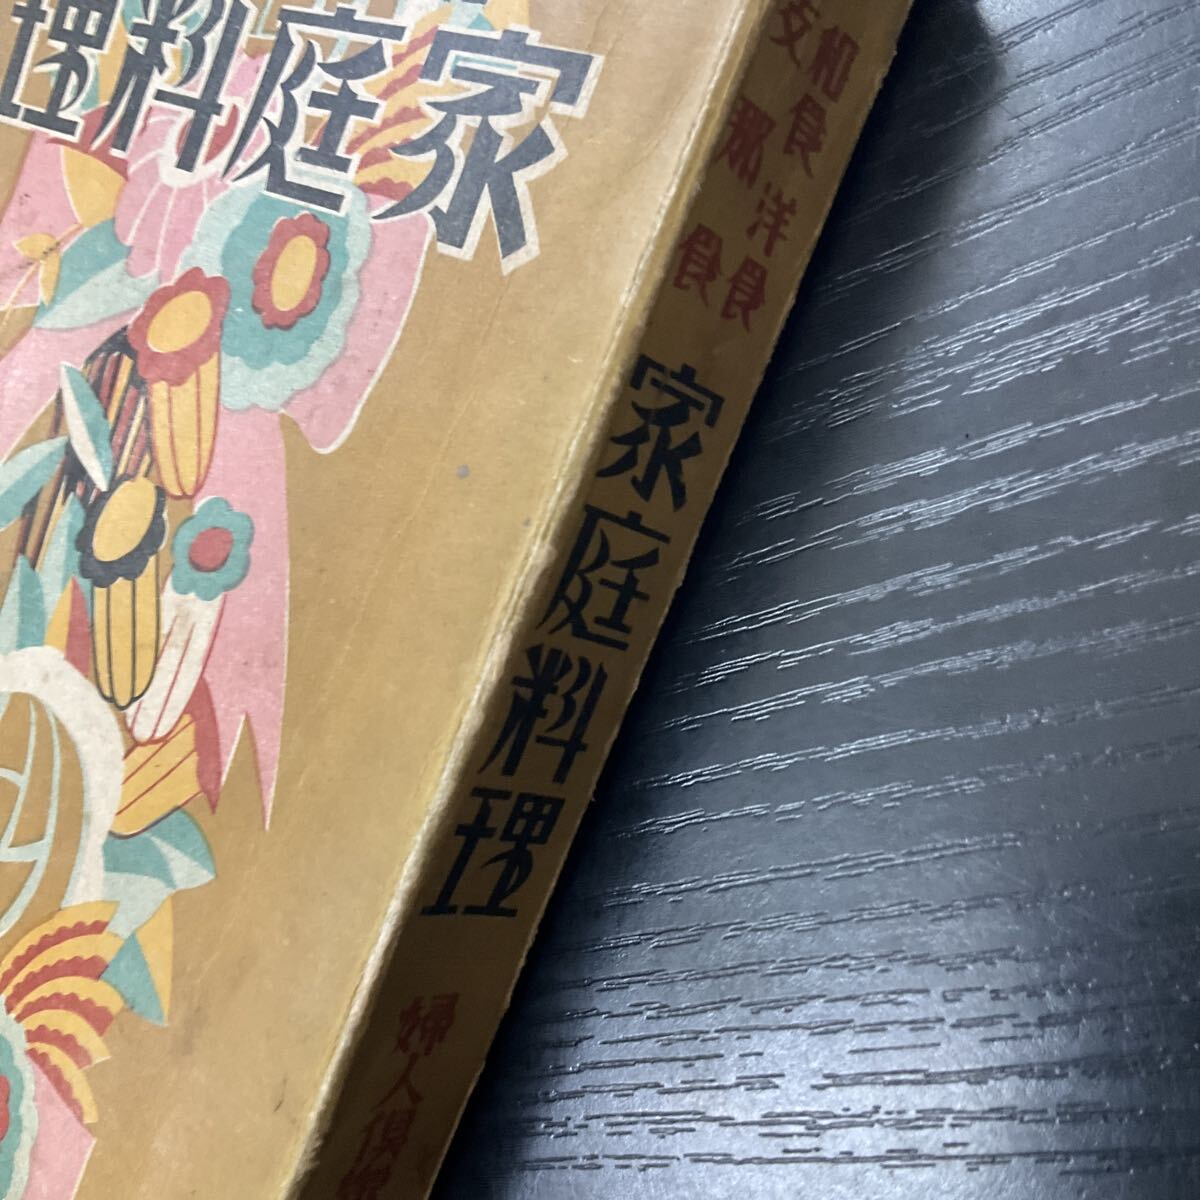 家庭料理
和食 洋食
支那食
家庭料理
婦人倶